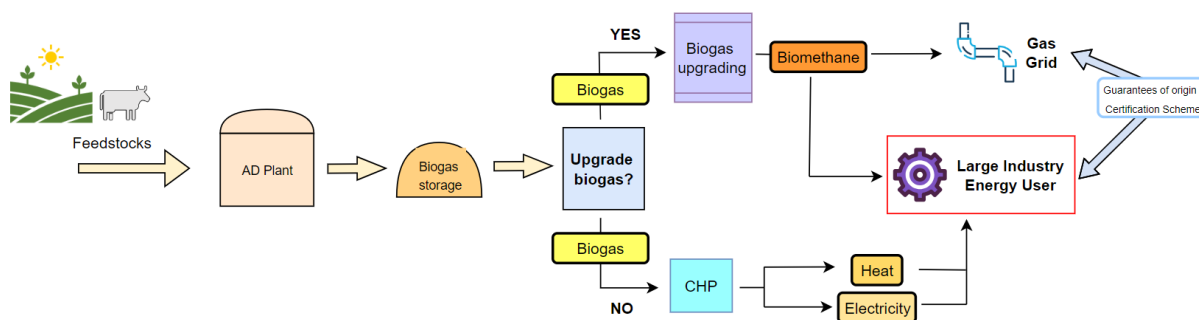 Feedstocks
AD Plant
Biogas
storage
Upgrade
biogas?
YES
Biogas
Biogas
upgrading
Biomethane
Gas
Grid
Guarantees of origin
Certification Scheme
Large Industry
Energy User
Biogas
NO
CHP
Heat
Electricity